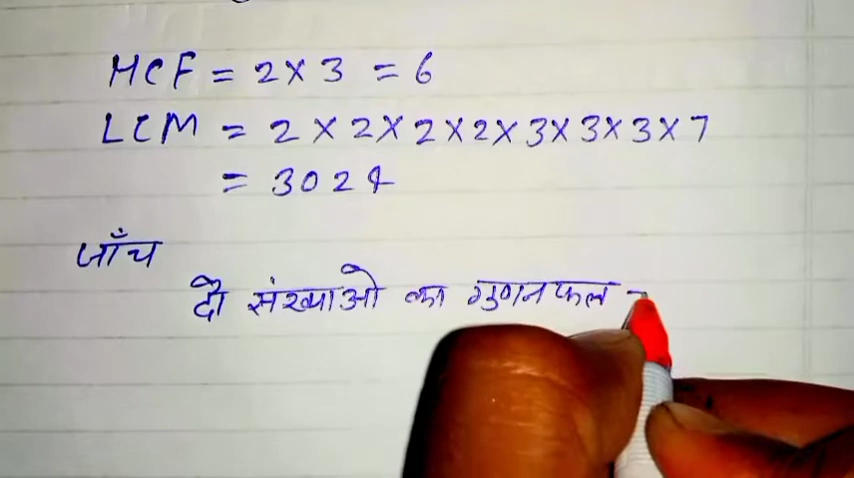 HCF = 2 × 3 = 6
LCM = 2 × 2 × 2 × 2 × 3 × 3 × 3 × 7
= 3024
जाँच
दो संख्याओ का गुणनफल =